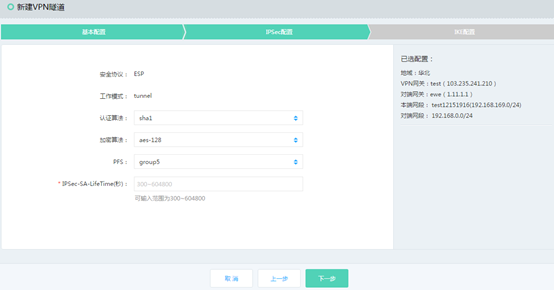 新建VPN隧道
基本配置
IPSec配置
IKE配置
安全协议： ESP
工作模式： tunnel
认证算法： sha1
加密算法： aes-128
PFS： group5
* IPSec-SA-LifeTime(秒)： 300~604800
可输入范围为300~604800
已选配置：
地域：华北
VPN网关：test（103.235.241.210）
对端网关：ewe（1.11.1.1）
本端网段： test12151916(192.168.169.0/24)
对端网段： 192.168.0.0/24
取 消
上一步
下一步